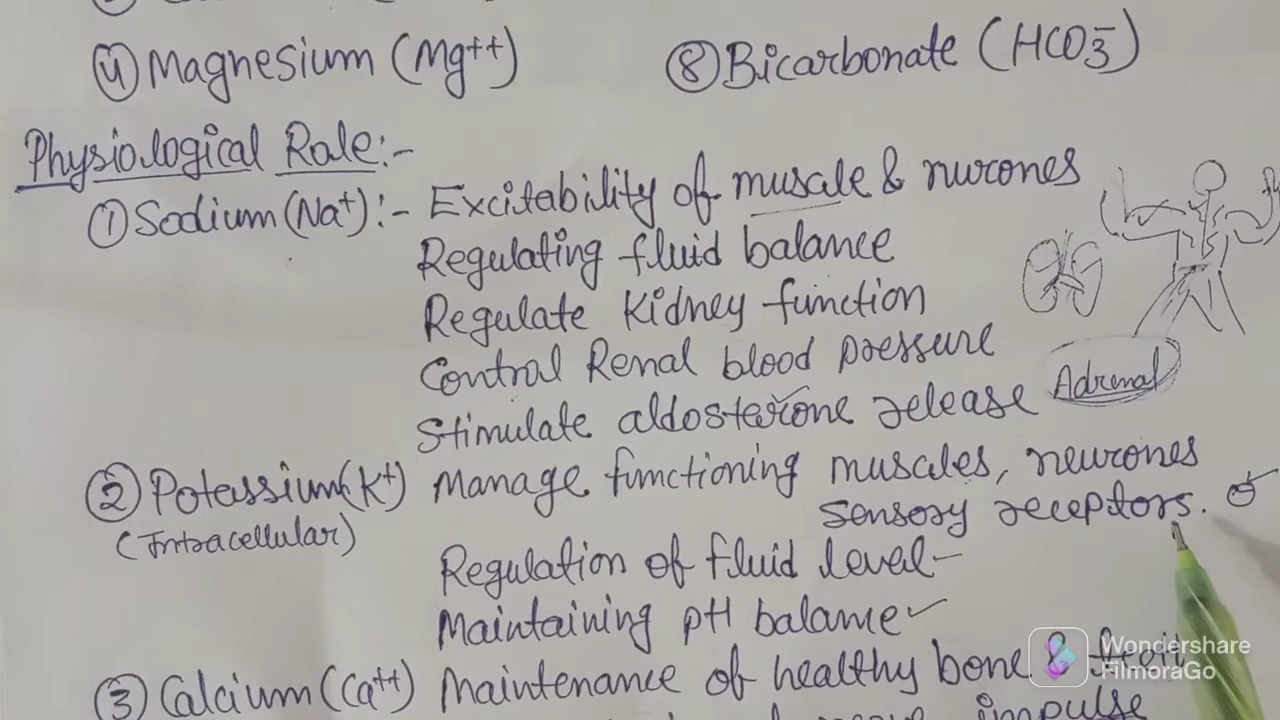 ④ Magnesium (Mg++)
⑧ Bicarbonate (HCO3-)
Physiological Role:-
① Sodium (Na+):- Excitability of muscale & nurones
Regulating fluid balance
Regulate Kidney function
Control Renal blood pressure
Stimulate aldosterone release Adrenal
② Potassium (K+) Manage functioning muscales, neurones
(Intracellular) sensory receptors.
Regulation of fluid level-
Maintaining pH balance
③ Calcium (Ca++) Maintenance of healthy bone &
impulse
Wondershare
FilmoraGo